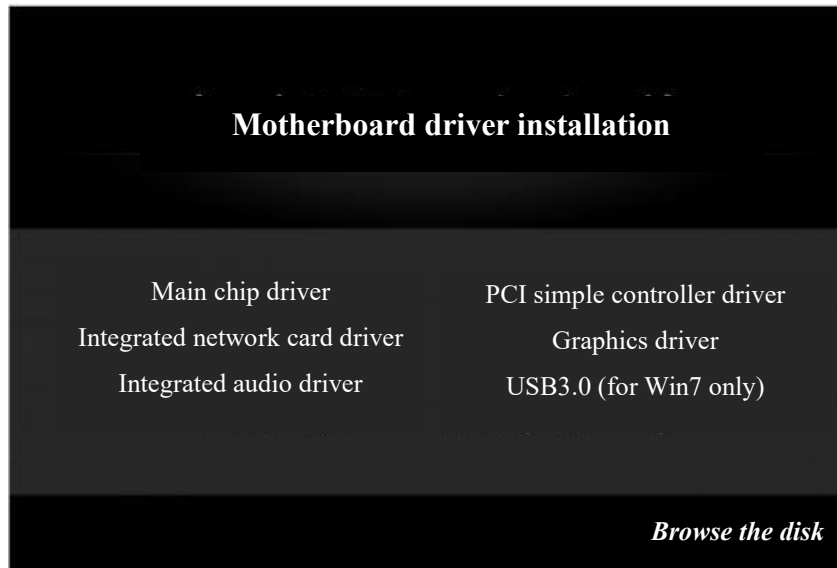 Motherboard driver installation
Main chip driver
Integrated network card driver
Integrated audio driver
PCI simple controller driver
Graphics driver
USB3.0 (for Win7 only)
Browse the disk